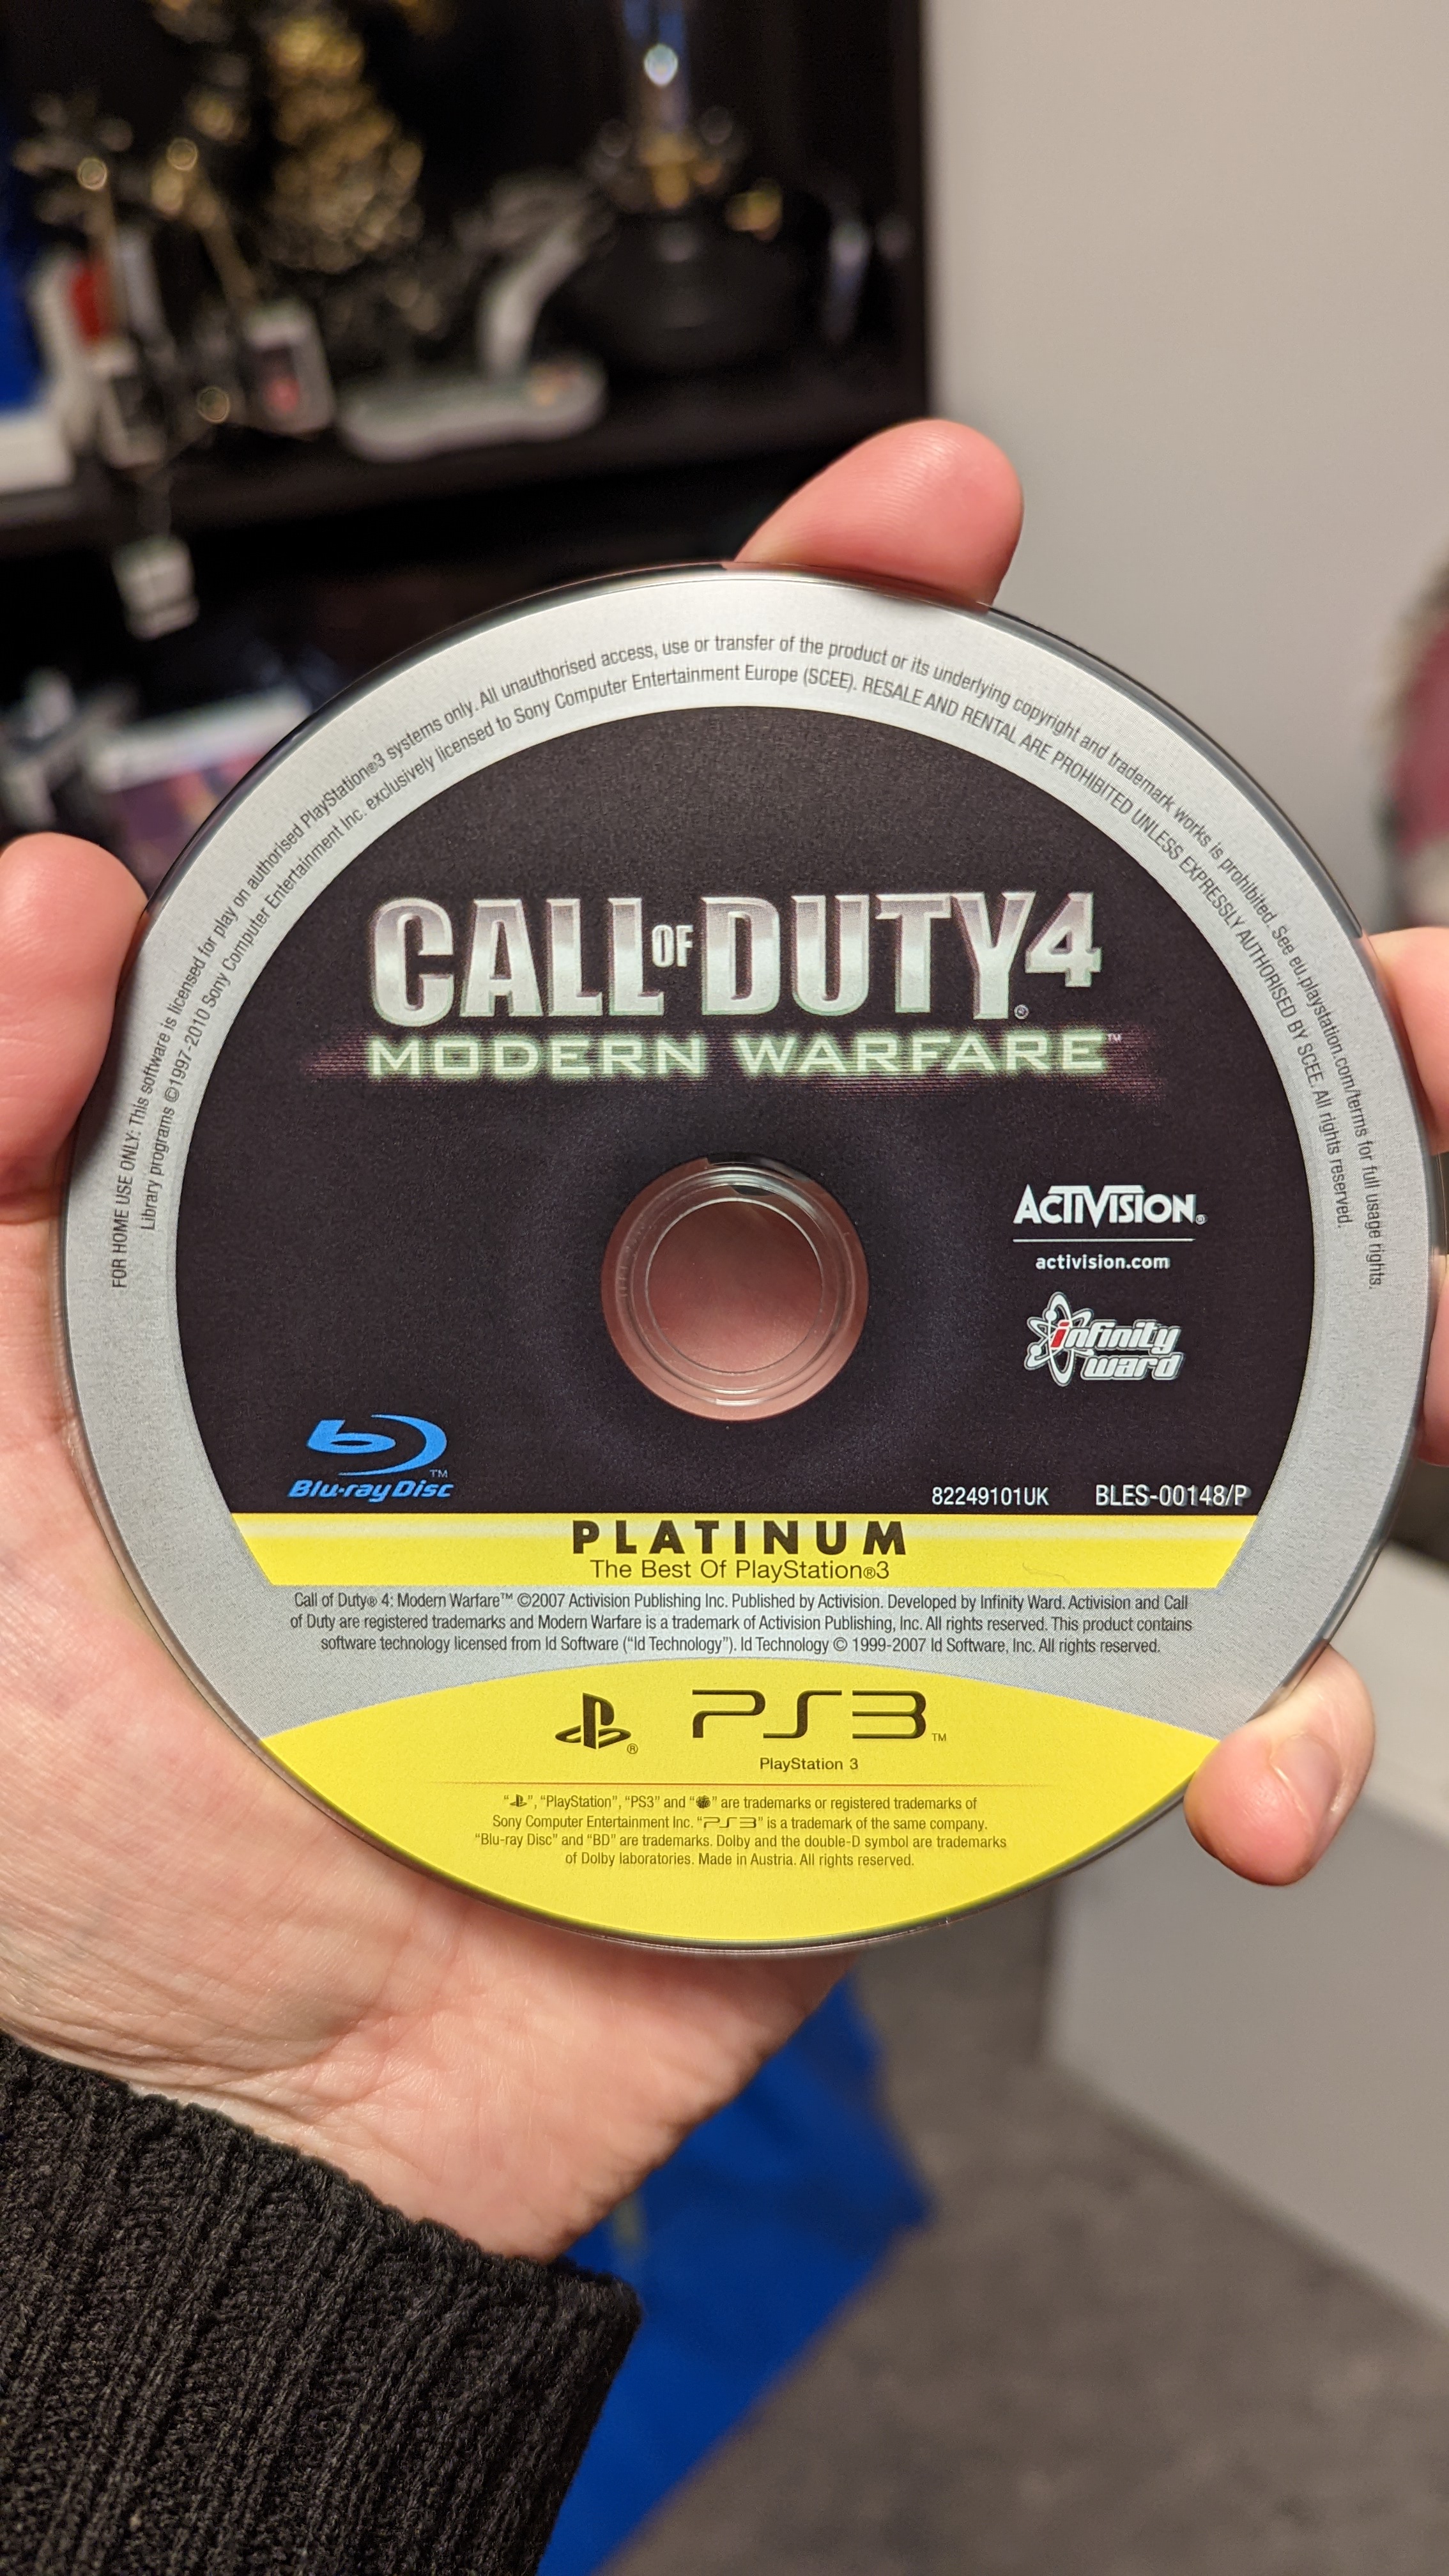 FOR HOME USE ONLY: This software is licensed for play on authorised PlayStation®3 systems only. All unauthorised access, use or transfer of the product or its underlying copyright and trademark works is prohibited. See eu.playstation.com/terms for full usage rights.
Library programs ©1997-2010 Sony Computer Entertainment Inc. exclusively licensed to Sony Computer Entertainment Europe (SCEE). RESALE AND RENTAL ARE PROHIBITED UNLESS EXPRESSLY AUTHORISED BY SCEE. All rights reserved.
CALL OF DUTY®4
MODERN WARFARE™
ACTIVISION®
activision.com
infinity
ward
Blu-ray Disc™
82249101UK BLES-00148/P
PLATINUM
The Best Of PlayStation®3
Call of Duty® 4: Modern Warfare™ ©2007 Activision Publishing Inc. Published by Activision. Developed by Infinity Ward. Activision and Call
of Duty are registered trademarks and Modern Warfare is a trademark of Activision Publishing, Inc. All rights reserved. This product contains
software technology licensed from Id Software (“Id Technology”). Id Technology © 1999-2007 Id Software, Inc. All rights reserved.
® PS3™
PlayStation 3
“ ”, “PlayStation”, “PS3” and “ ” are trademarks or registered trademarks of
Sony Computer Entertainment Inc. “PS3” is a trademark of the same company.
“Blu-ray Disc” and “BD” are trademarks. Dolby and the double-D symbol are trademarks
of Dolby laboratories. Made in Austria. All rights reserved.